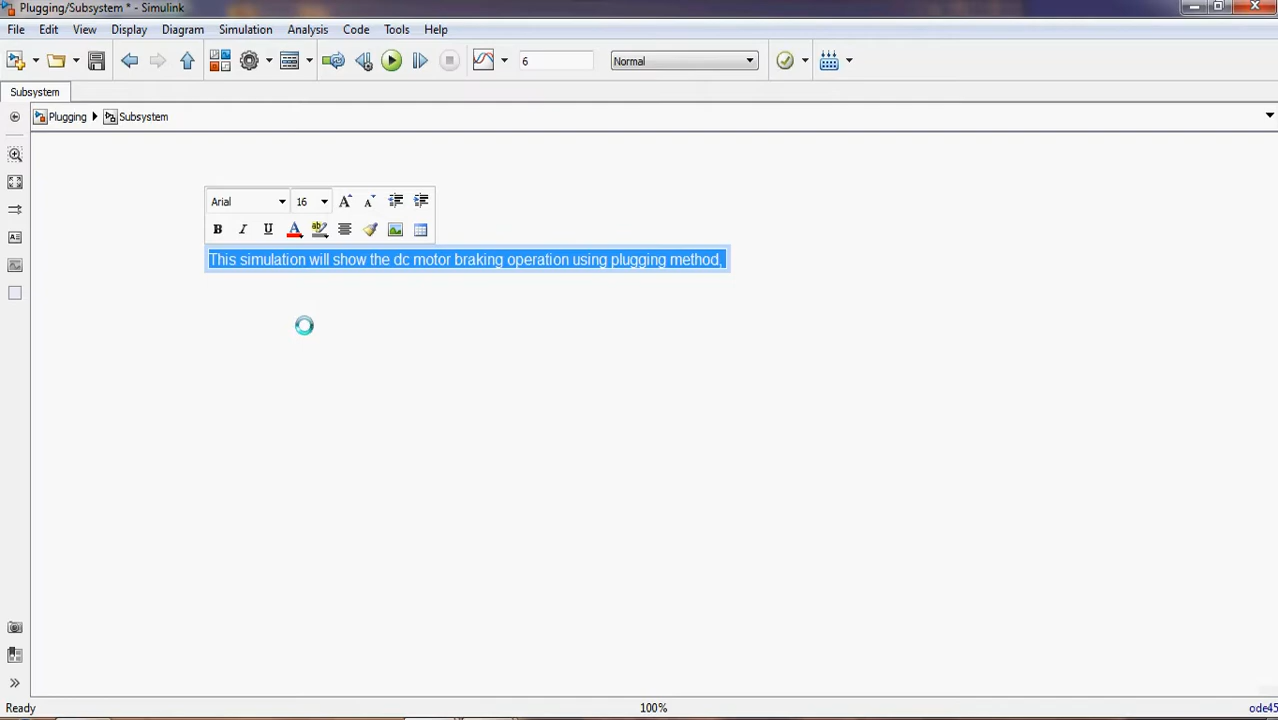 Plugging/Subsystem * - Simulink
File Edit View Display Diagram Simulation Analysis Code Tools Help
6 Normal
Subsystem
Plugging Subsystem
Arial 16
B I U A ab
This simulation will show the dc motor braking operation using plugging method,
Ready 100% ode45